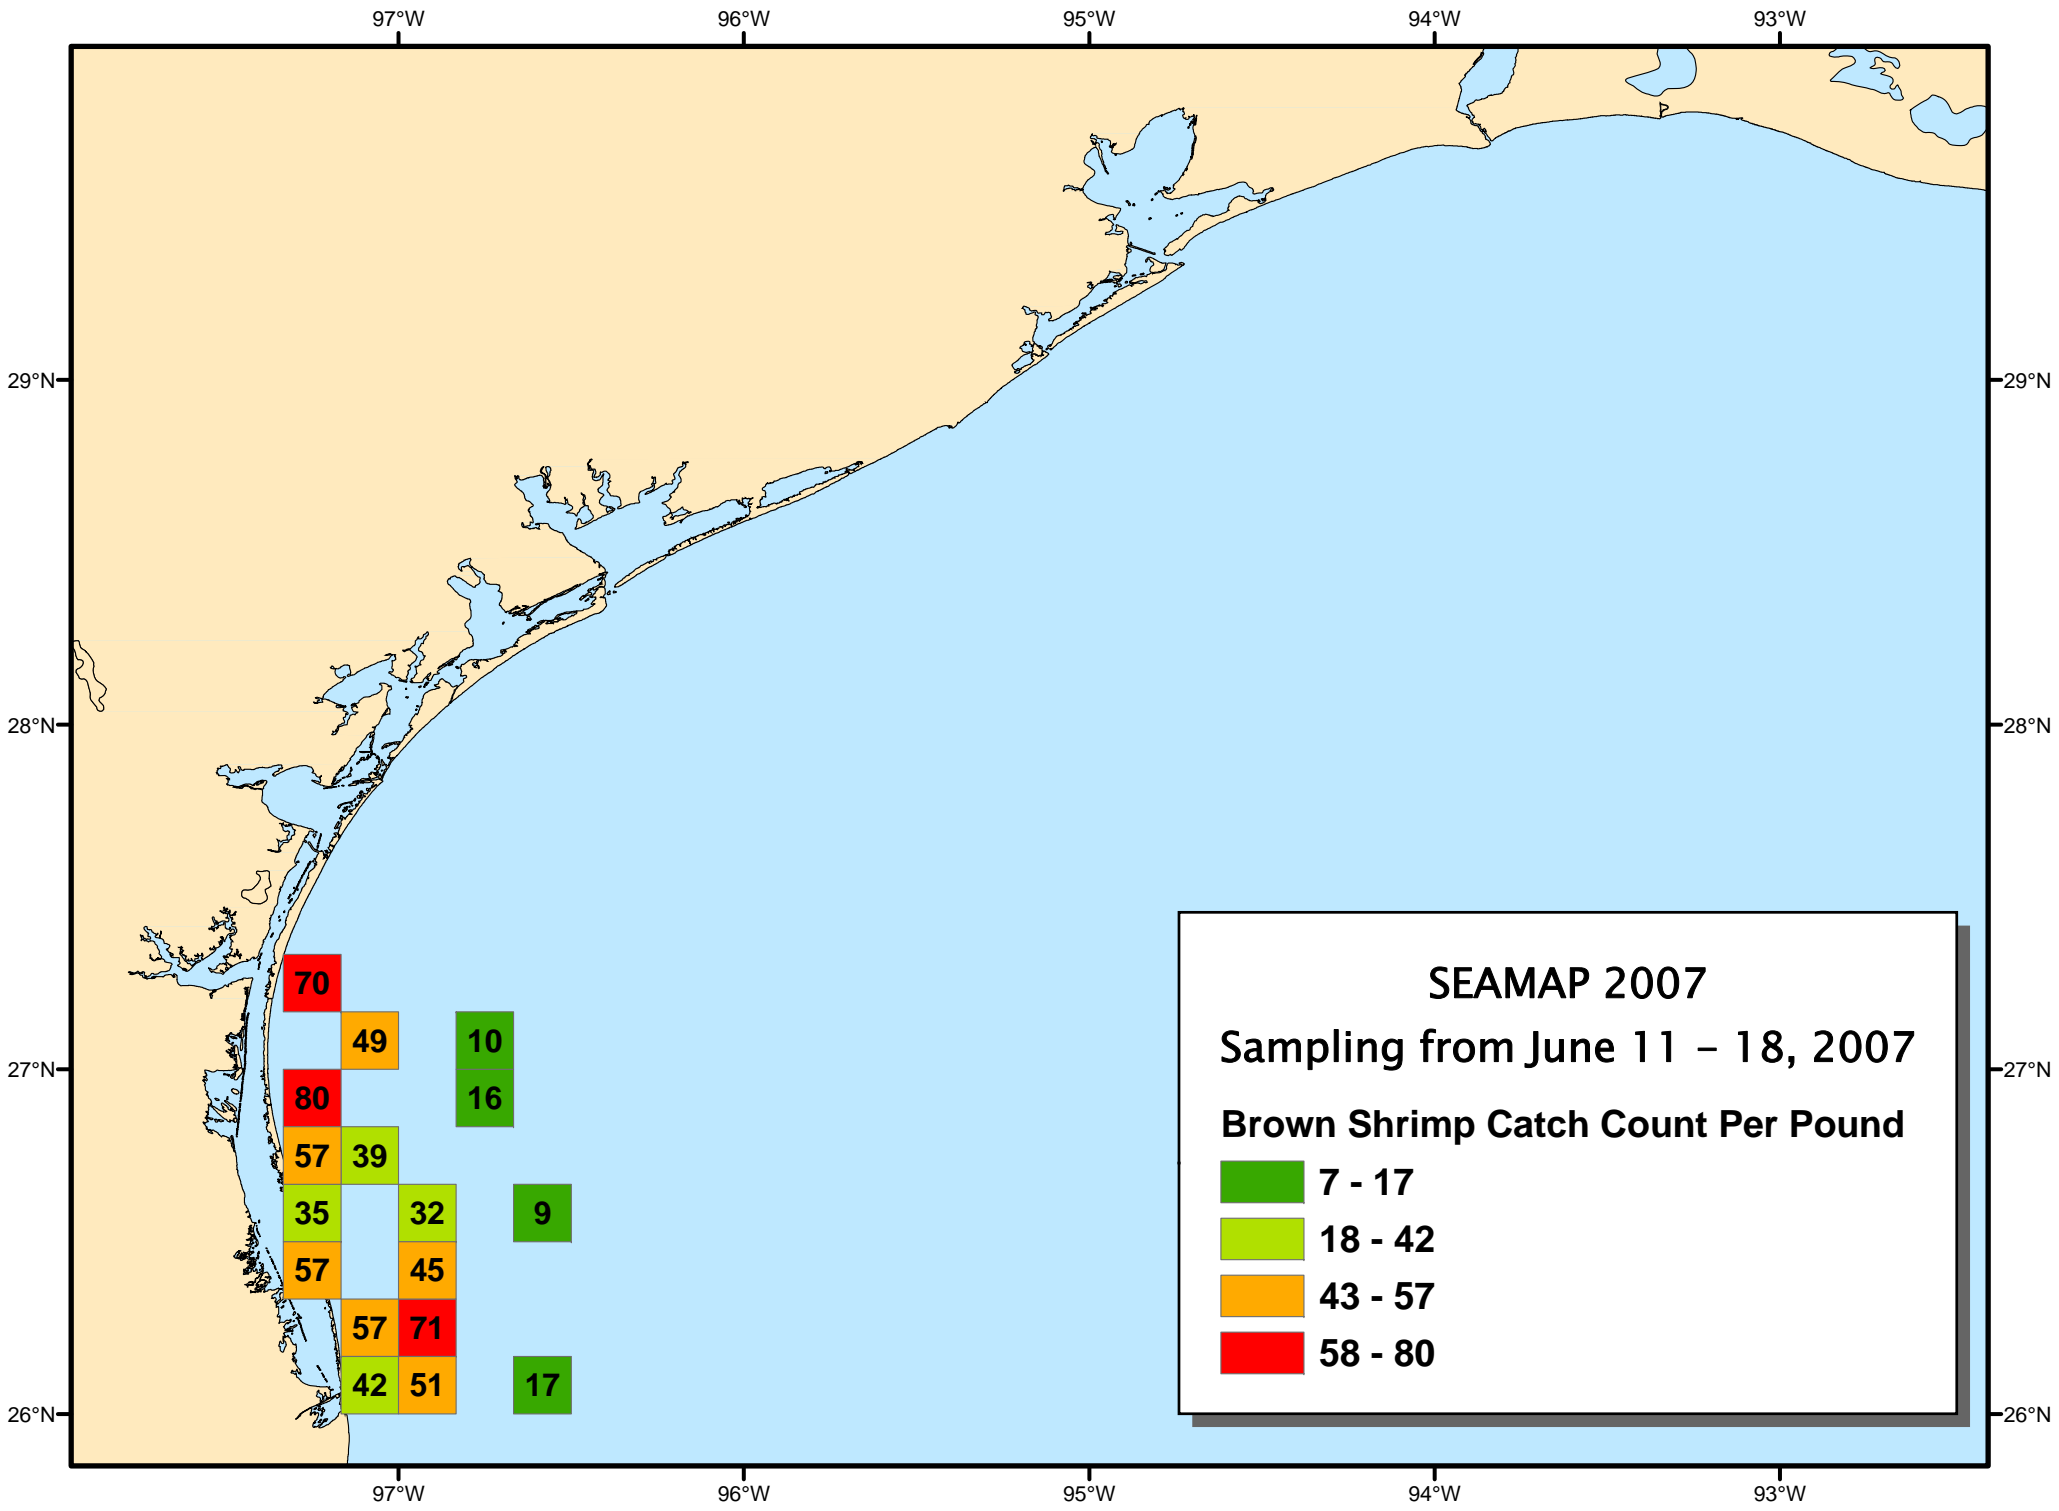 97°W 96°W 95°W 94°W 93°W
29°N 29°N
28°N 28°N
70
49 10
27°N 27°N
80 16
57 39
35 32 9
57 45
57 71
42 51 17
26°N 26°N
SEAMAP 2007
Sampling from June 11 – 18, 2007
Brown Shrimp Catch Count Per Pound
7 - 17
18 - 42
43 - 57
58 - 80
97°W 96°W 95°W 94°W 93°W